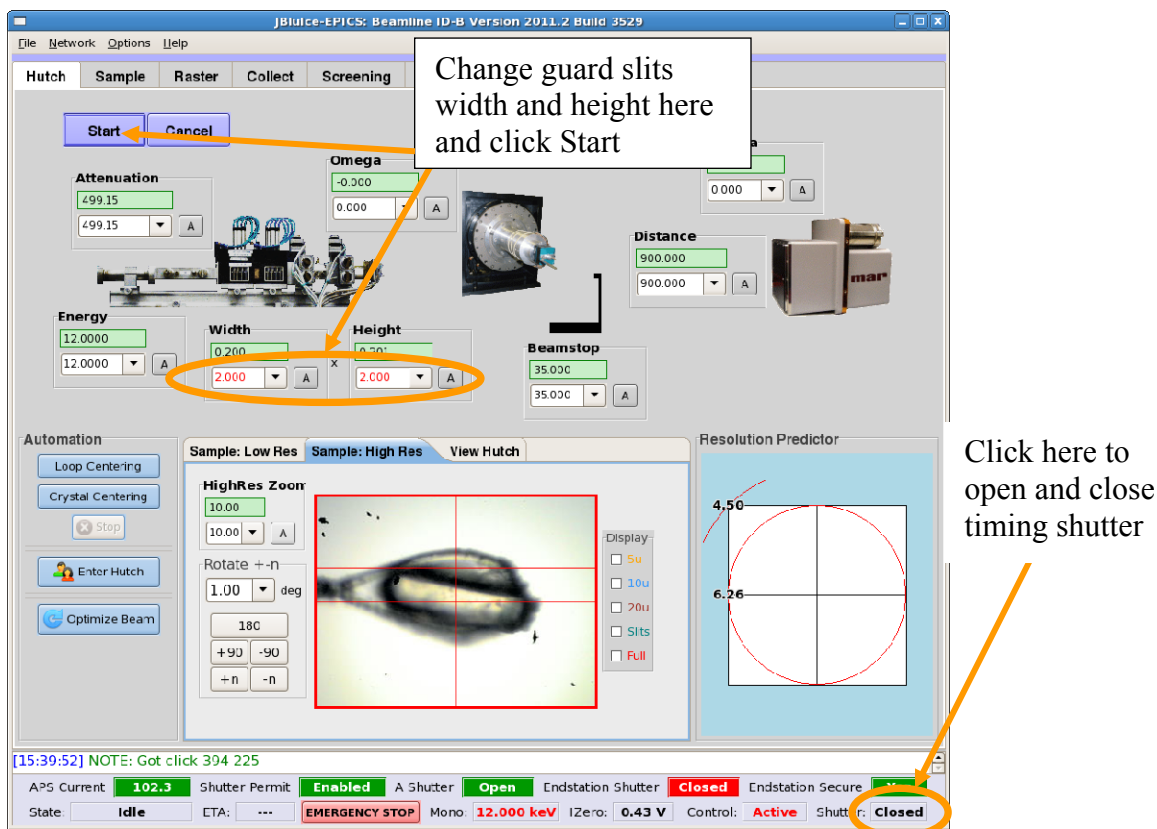 JBluIce-EPICS: Beamline ID-B Version 2011.2 Build 3529
File Network Options Help
Hutch Sample Raster Collect Screening
Change guard slits
width and height here
and click Start
Start Cancel
Omega
-0.000
0.000 A
Attenuation
499.15
499.15 A
0.000 A
Distance
900.000
900.000 A
mar
Energy
12.0000
12.0000 A
Width
0.200
2.000 A
x
Height
2.000 A
Beamstop
35.000
35.000 A
Automation
Loop Centering
Crystal Centering
Stop
Enter Hutch
Optimize Beam
Sample: Low Res Sample: High Res View Hutch
HighRes Zoom
10.00
10.00 A
Rotate +-n
1.00 deg
180
+90 -90
+n -n
Display
5u
10u
20u
Slits
Full
Resolution Predictor
4.50
6.26
Click here to
open and close
timing shutter
[15:39:52] NOTE: Got click 394 225
APS Current 102.3 Shutter Permit Enabled A Shutter Open Endstation Shutter Closed Endstation Secure
State: Idle ETA: --- EMERGENCY STOP Mono: 12.000 keV IZero: 0.43 V Control: Active Shutter: Closed